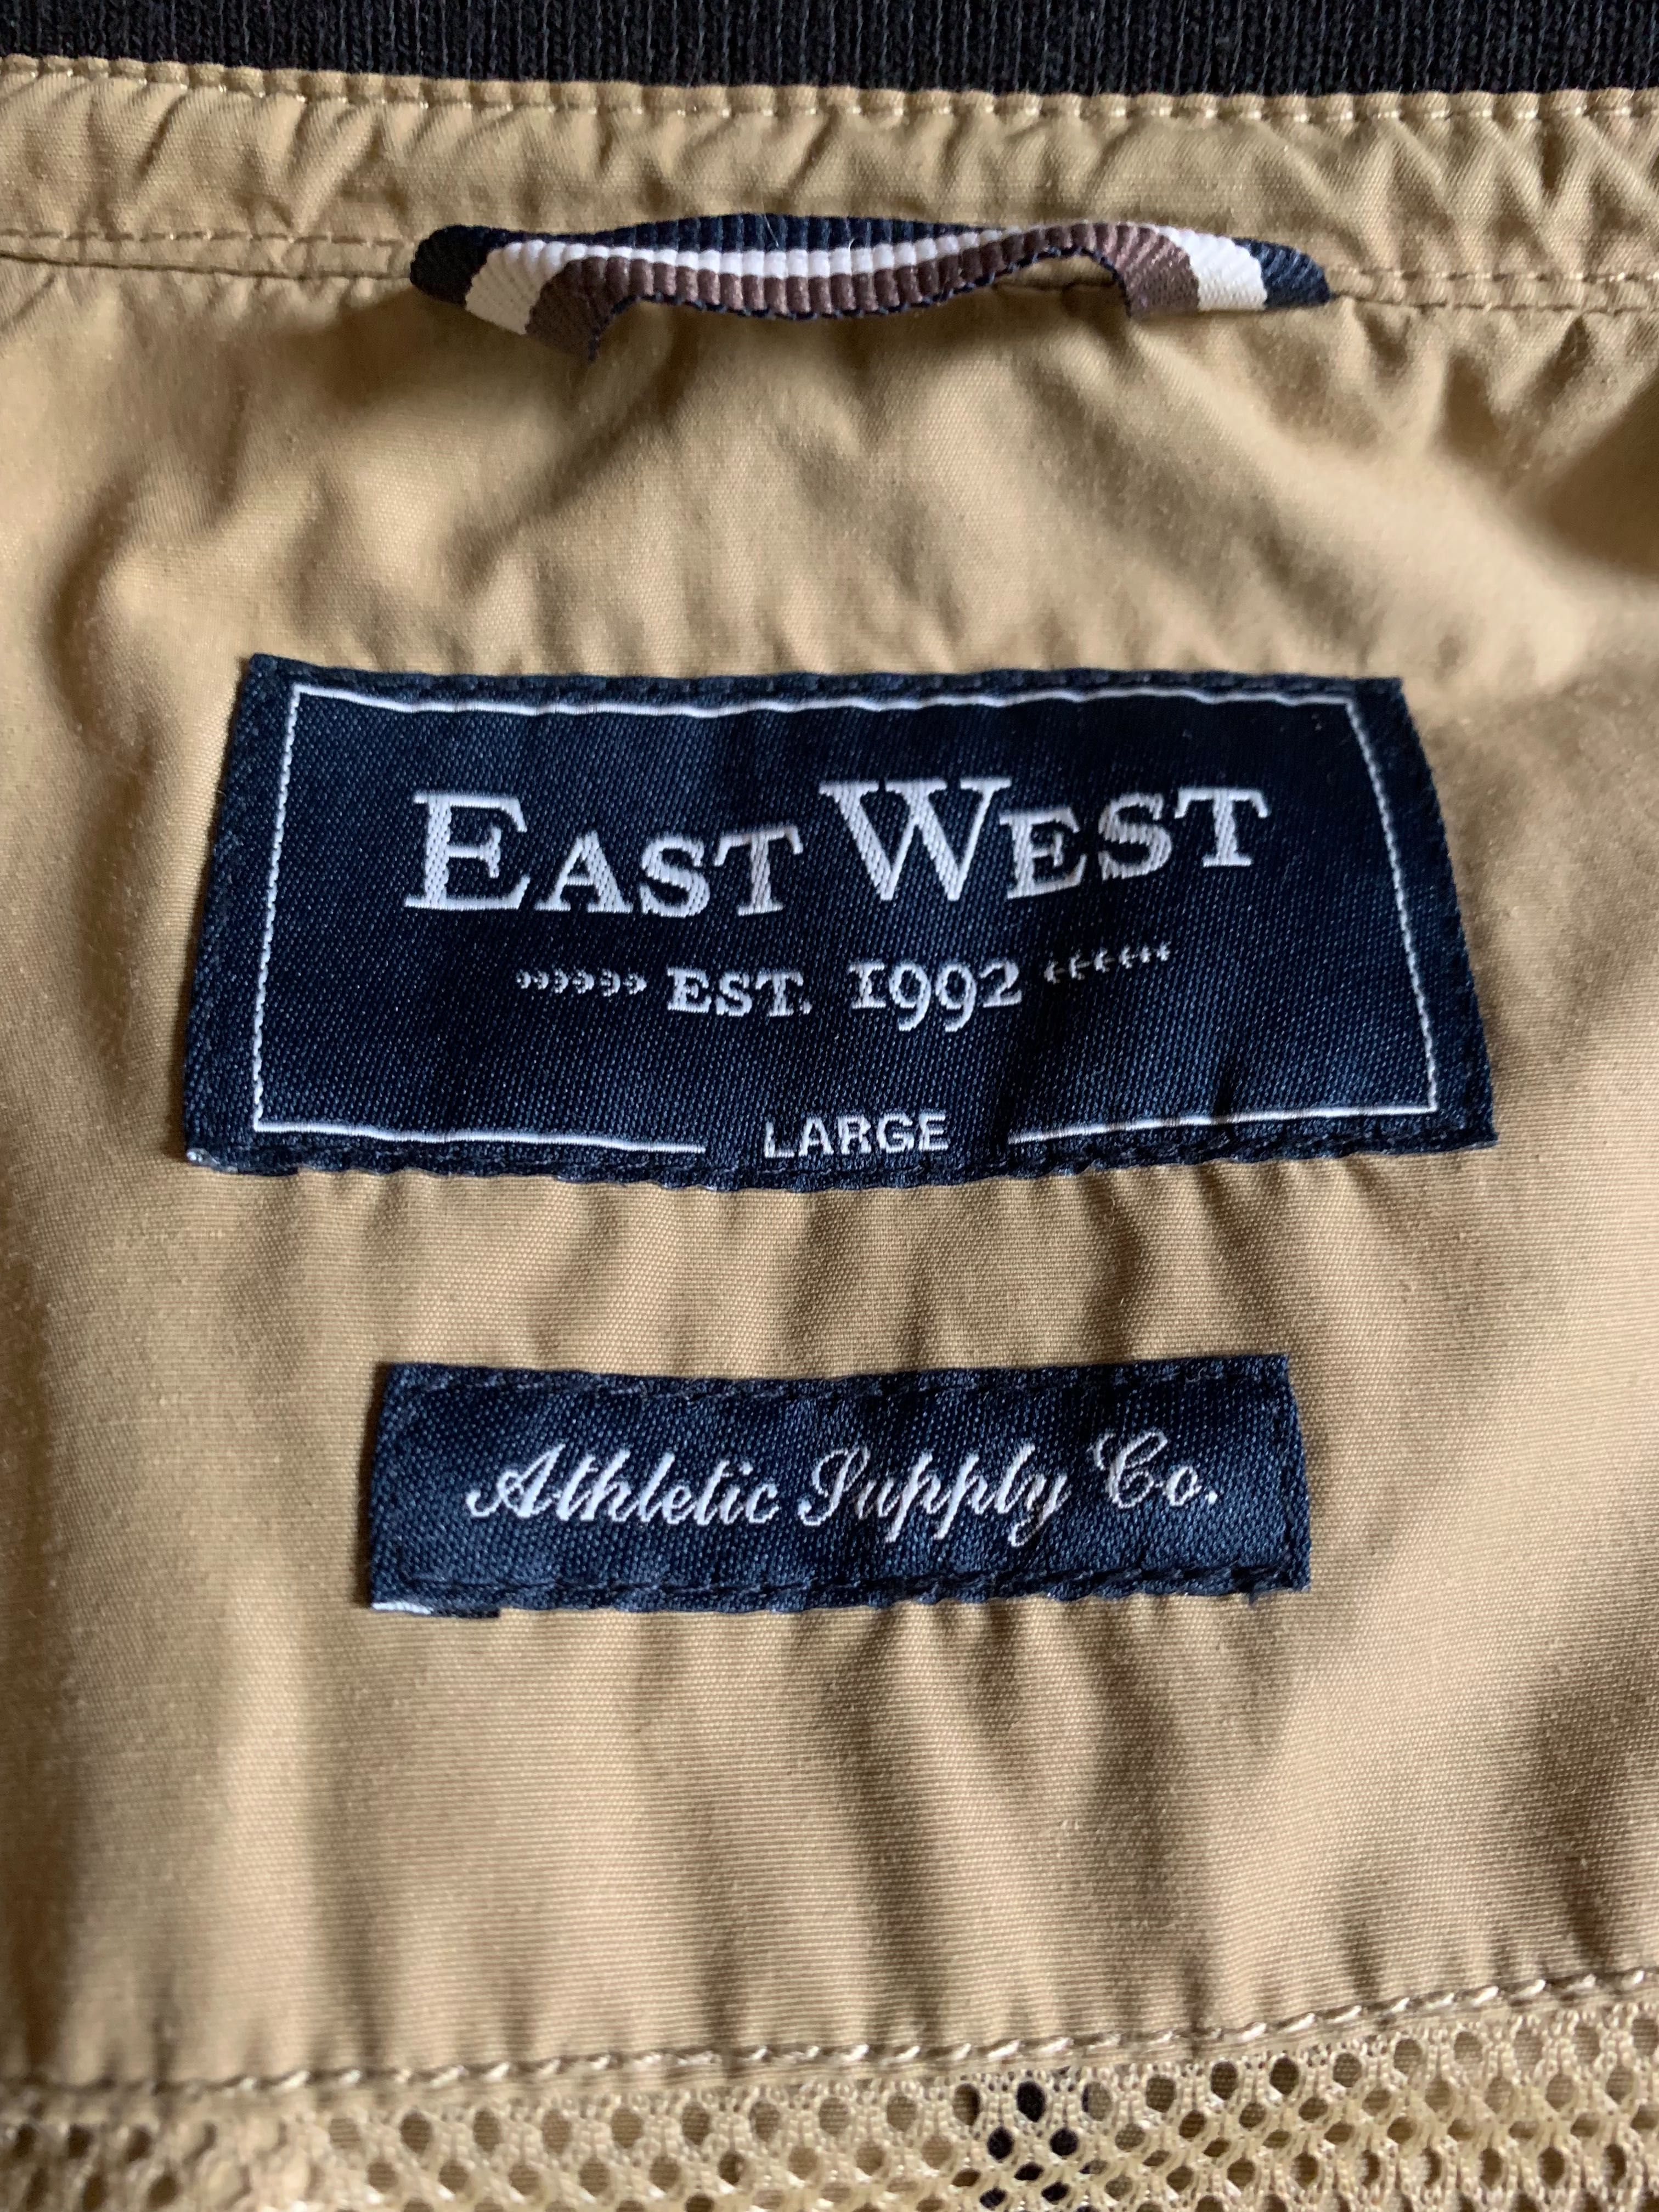 EAST WEST
››››››› EST. 1992 ‹‹‹‹‹‹‹
LARGE
Athletic Supply Co.